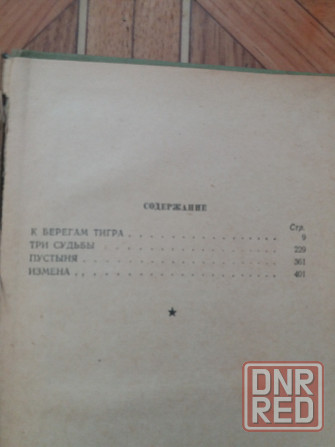 СОДЕРЖАНИЕ
Стр.
К БЕРЕГАМ ТИГРА . . . . . . . . . . . . . . . . 9
ТРИ СУДЬБЫ . . . . . . . . . . . . . . . . . . 229
ПУСТЫНЯ . . . . . . . . . . . . . . . . . . . . 361
ИЗМЕНА . . . . . . . . . . . . . . . . . . . . . 401
DNR
RED